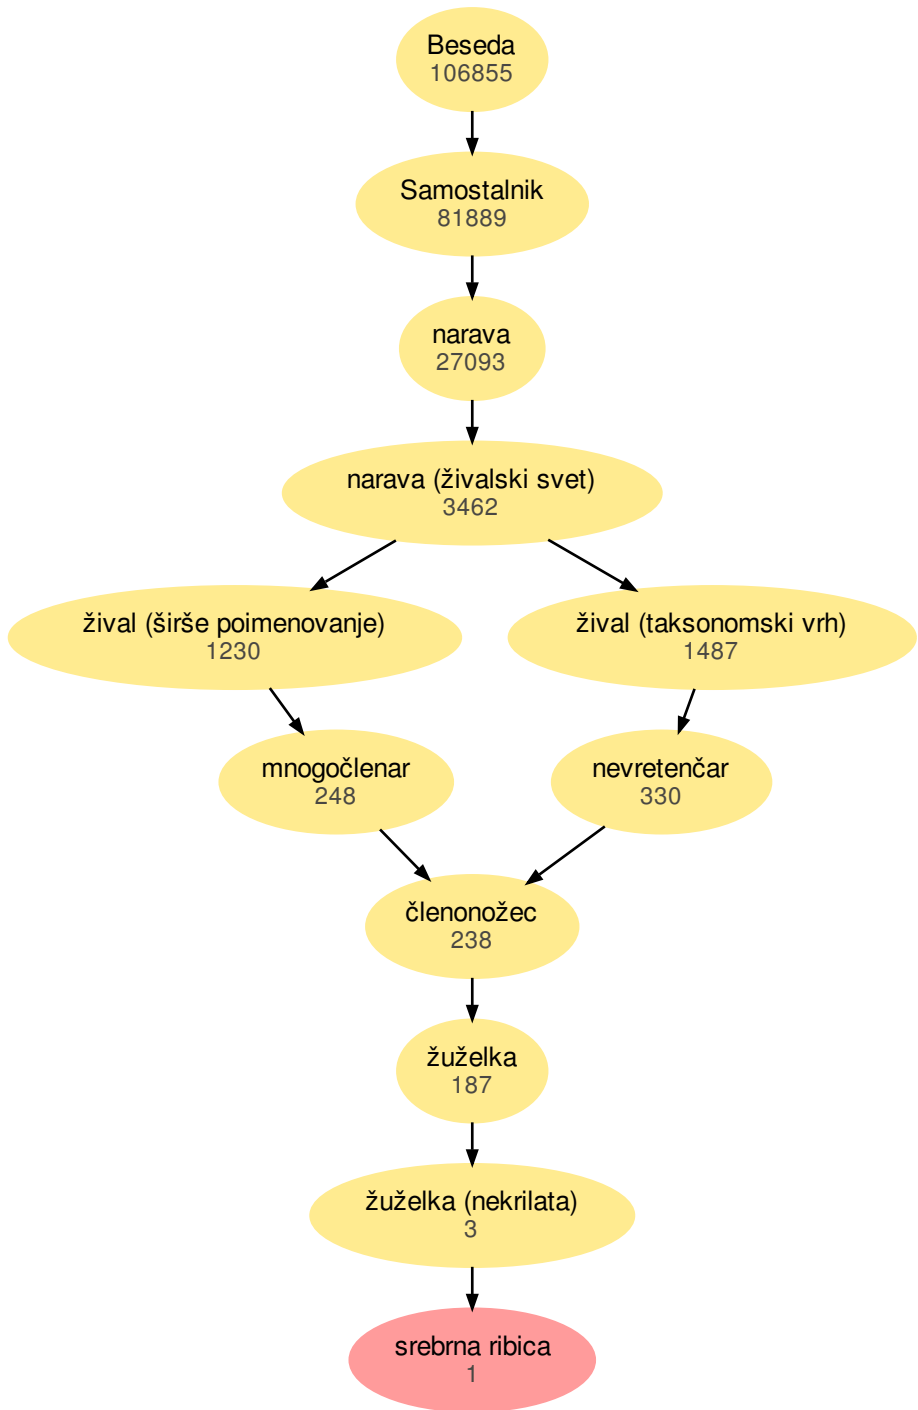 Beseda
106855
Samostalnik
81889
narava
27093
narava (živalski svet)
3462
žival (širše poimenovanje)
1230
žival (taksonomski vrh)
1487
mnogočlenar
248
nevretenčar
330
členonožec
238
žuželka
187
žuželka (nekrilata)
3
srebrna ribica
1